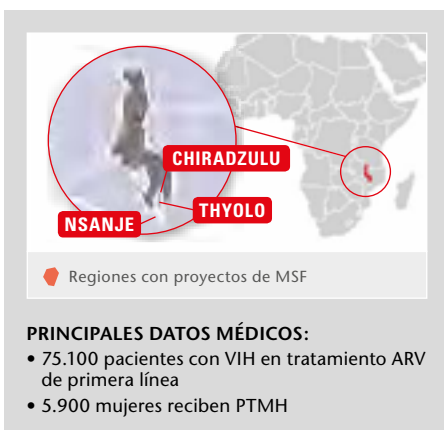 CHIRADZULU
THYOLO
NSANJE
Regiones con proyectos de MSF
PRINCIPALES DATOS MÉDICOS:
• 75.100 pacientes con VIH en tratamiento ARV
de primera línea
• 5.900 mujeres reciben PTMH